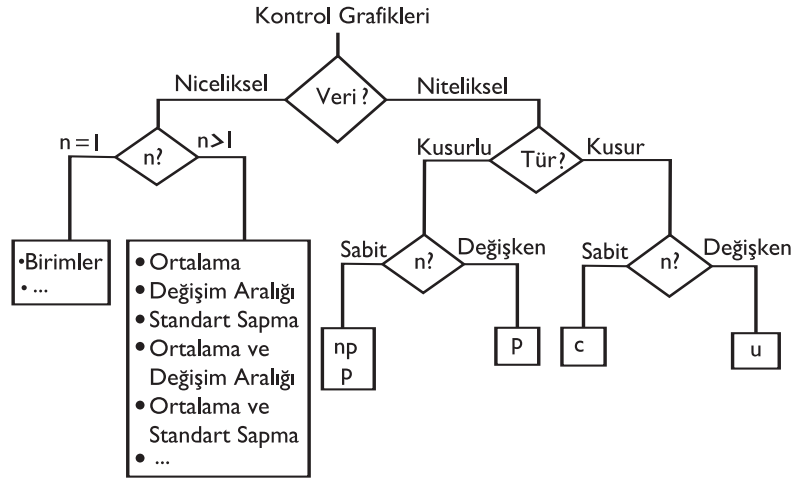 Kontrol Grafikleri
Niceliksel
Veri?
Niteliksel
n=1
n?
n>1
Kusurlu
Tür?
Kusur
•Birimler
• ...
• Ortalama
• Değişim Aralığı
• Standart Sapma
• Ortalama ve
Değişim Aralığı
• Ortalama ve
Standart Sapma
• ...
Sabit
n?
Değişken
Sabit
n?
Değişken
np
p
P
c
u